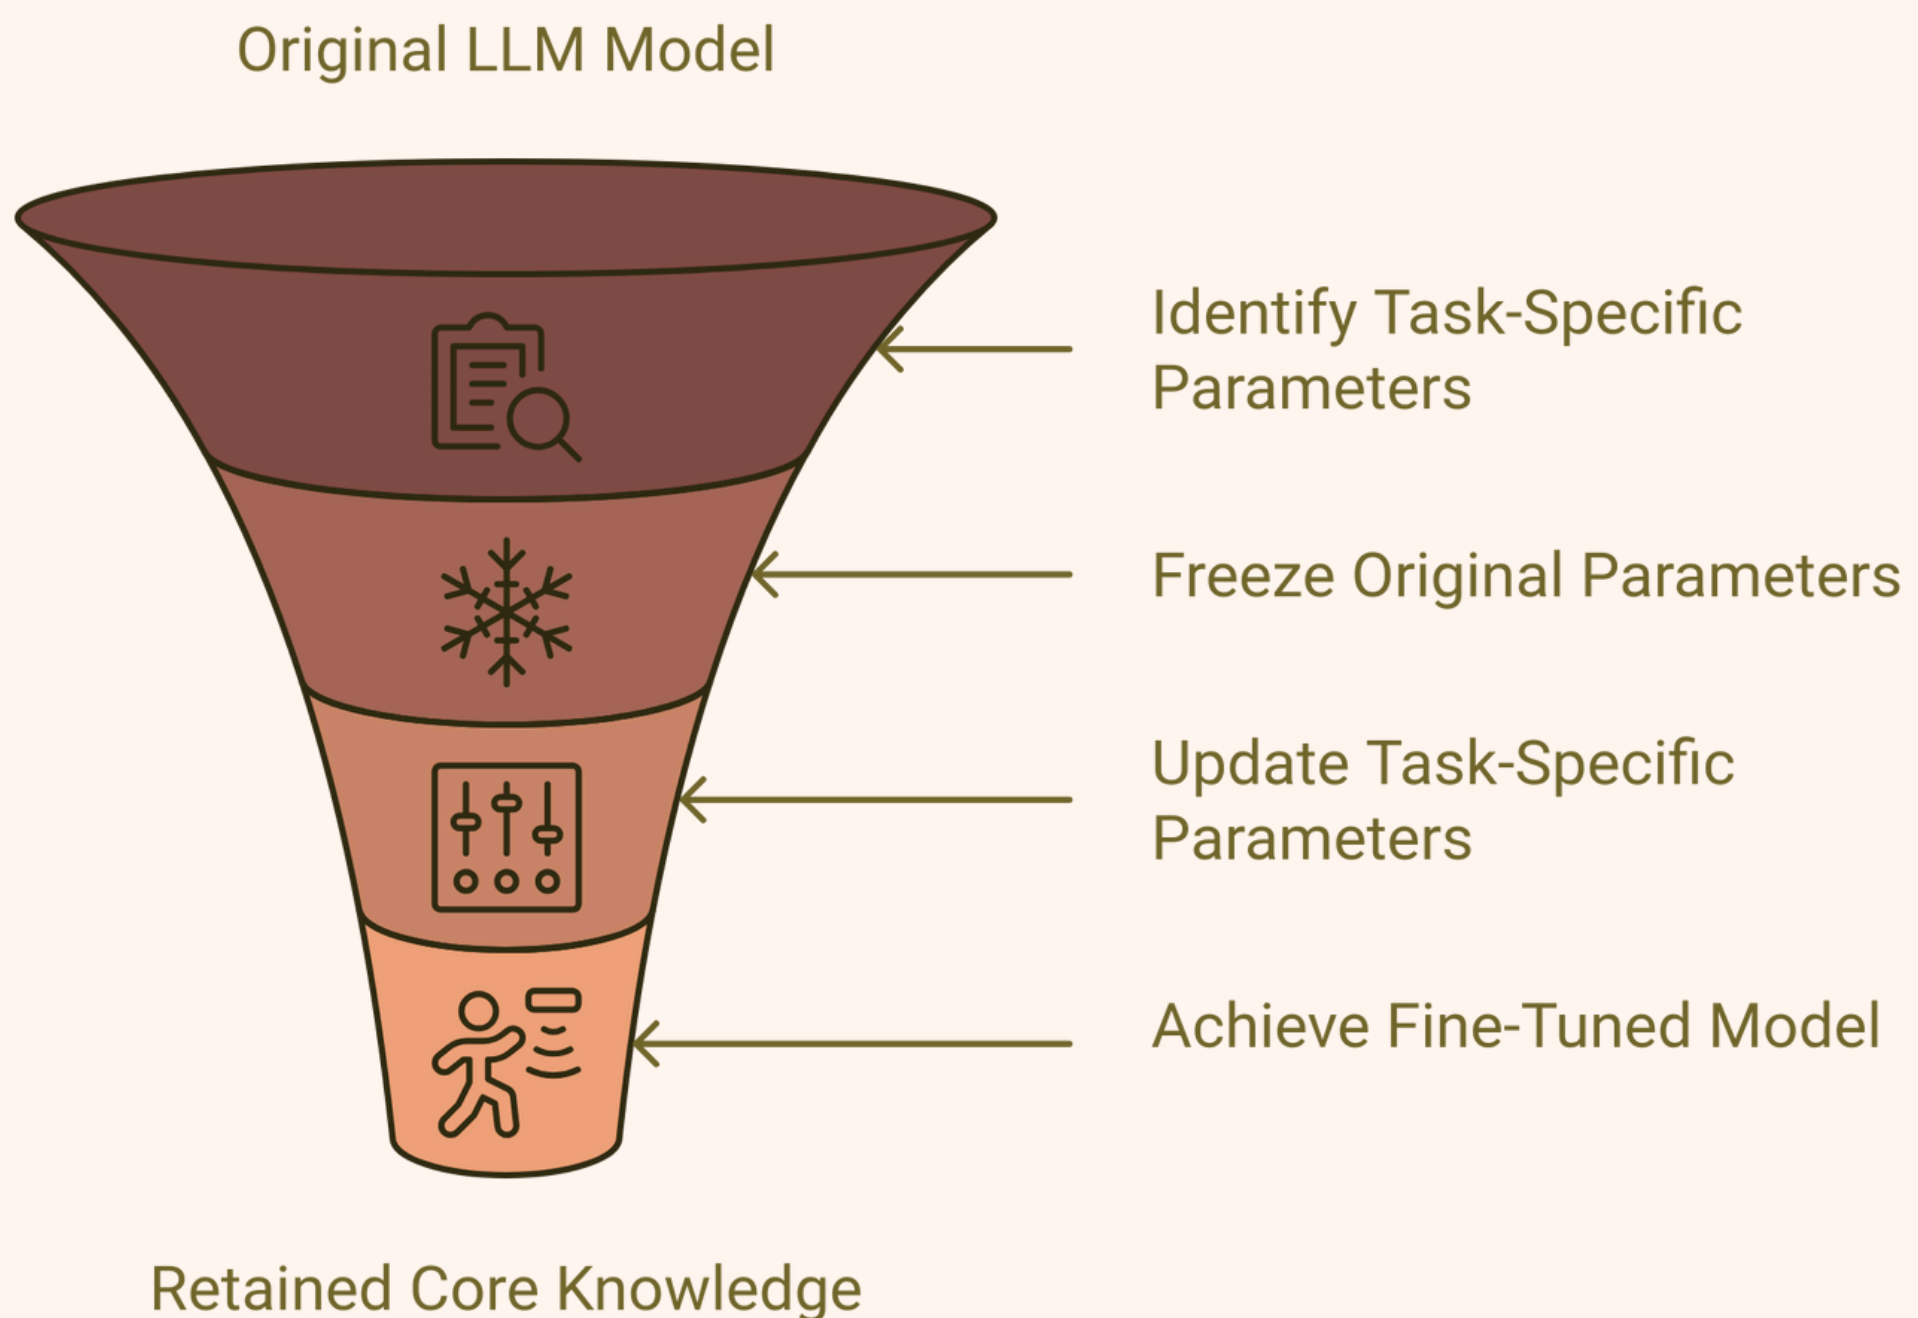 Original LLM Model
Identify Task-Specific
Parameters
Freeze Original Parameters
Update Task-Specific
Parameters
Achieve Fine-Tuned Model
Retained Core Knowledge